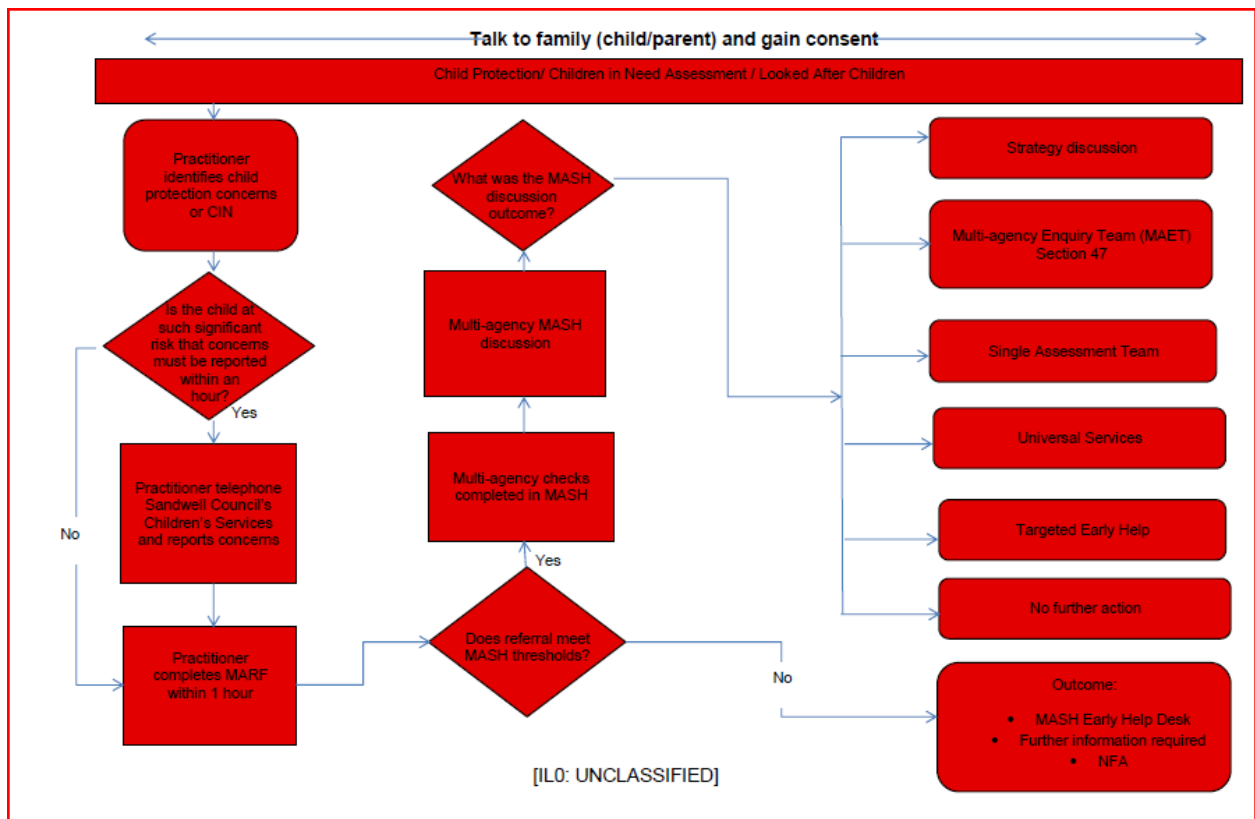 Talk to family (child/parent) and gain consent
Child Protection/ Children in Need Assessment / Looked After Children
Practitioner
identifies child
protection concerns
or CIN
Is the child at
such significant
risk that concerns
must be reported
within an
hour?
Yes
No
Practitioner telephone
Sandwell Council's
Children's Services
and reports concerns
Practitioner
completes MARF
within 1 hour
What was the MASH
discussion
outcome?
Multi-agency MASH
discussion
Multi-agency checks
completed in MASH
Yes
Does referral meet
MASH thresholds?
No
Strategy discussion
Multi-agency Enquiry Team (MAET)
Section 47
Single Assessment Team
Universal Services
Targeted Early Help
No further action
Outcome:
• MASH Early Help Desk
• Further information required
• NFA
[IL0: UNCLASSIFIED]